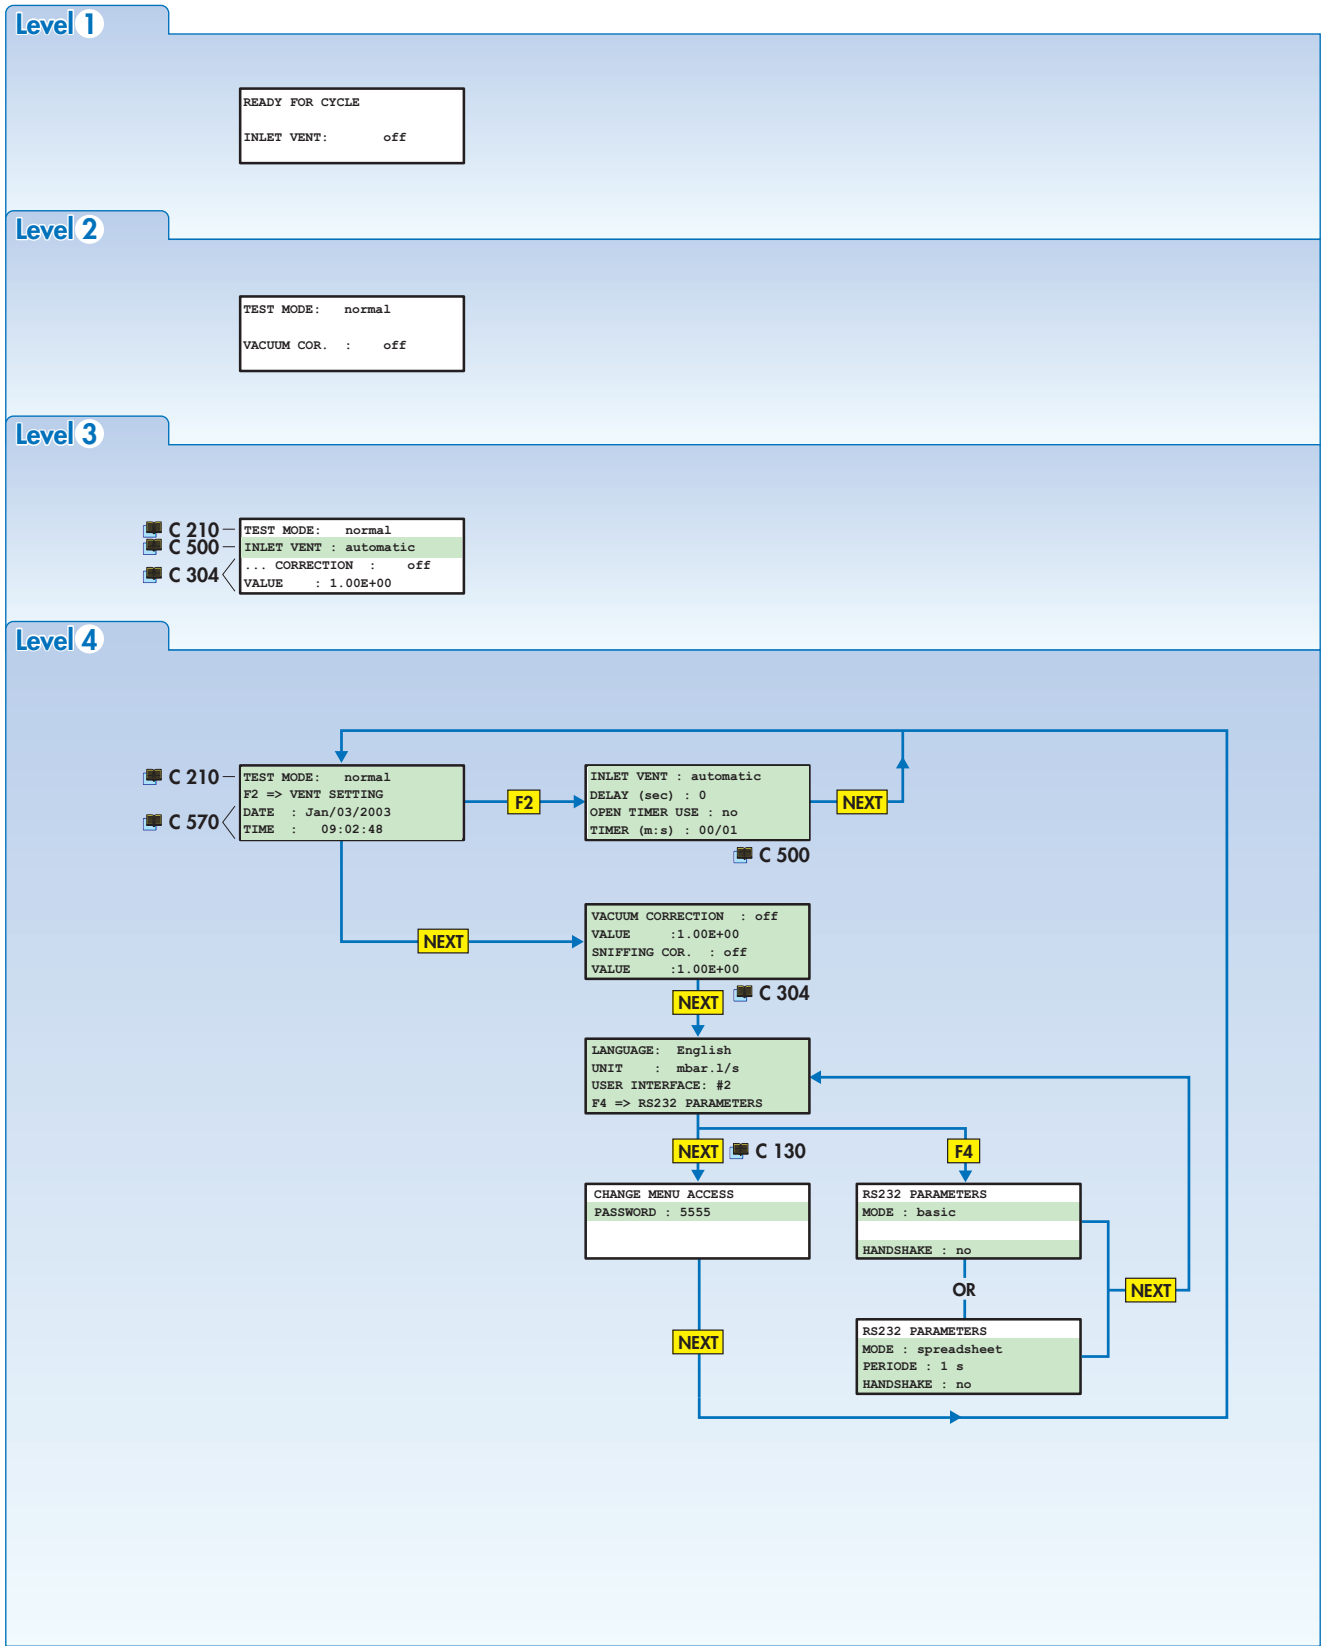 Level 1
READY FOR CYCLE
INLET VENT: off
Level 2
TEST MODE: normal
VACUUM COR. : off
Level 3
C 210
C 500
C 304
TEST MODE: normal
INLET VENT : automatic
... CORRECTION : off
VALUE : 1.00E+00
Level 4
C 210
C 570
TEST MODE: normal
F2 => VENT SETTING
DATE : Jan/03/2003
TIME : 09:02:48
F2
INLET VENT : automatic
DELAY (sec) : 0
OPEN TIMER USE : no
TIMER (m:s) : 00/01
NEXT
C 500
NEXT
VACUUM CORRECTION : off
VALUE :1.00E+00
SNIFFING COR. : off
VALUE :1.00E+00
NEXT
C 304
LANGUAGE: English
UNIT : mbar.l/s
USER INTERFACE: #2
F4 => RS232 PARAMETERS
NEXT
C 130
F4
CHANGE MENU ACCESS
PASSWORD : 5555
RS232 PARAMETERS
MODE : basic
HANDSHAKE : no
OR
NEXT
NEXT
RS232 PARAMETERS
MODE : spreadsheet
PERIODE : 1 s
HANDSHAKE : no